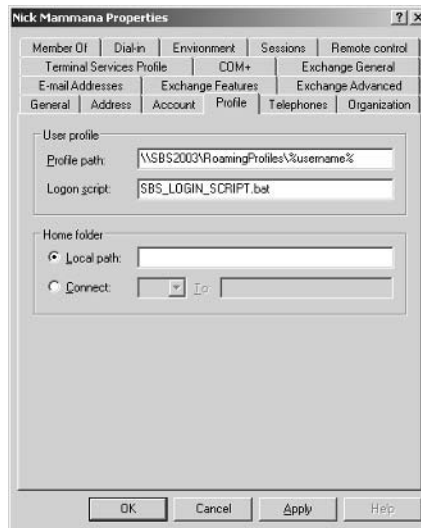 Nick Mammana Properties
Member Of Dial-in Environment Sessions Remote control
Terminal Services Profile COM+ Exchange General
E-mail Addresses Exchange Features Exchange Advanced
General Address Account Profile Telephones Organization
User profile
Profile path: \\SBS2003\RoamingProfiles\%username%
Logon script: SBS_LOGIN_SCRIPT.bat
Home folder
Local path:
Connect: To:
OK Cancel Apply Help